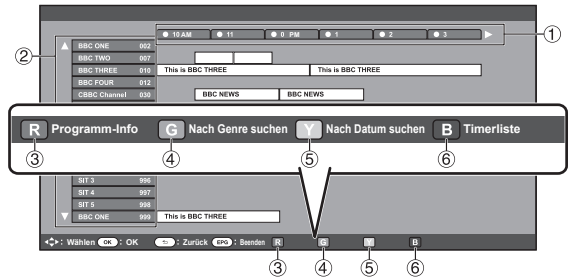 10 AM 11 0 PM 1 2 3 ①
②
BBC ONE 002
BBC TWO 007
BBC THREE 010 This is BBC THREE This is BBC THREE
BBC FOUR 012
CBBC Channel 030 BBC NEWS BBC NEWS
R Programm-Info G Nach Genre suchen Y Nach Datum suchen B Timerliste
③ ④ ⑤ ⑥
SIT 3 996
SIT 4 997
SIT 5 998
BBC ONE 999 This is BBC THREE
: Wählen OK : OK : Zurück EPG : Beenden R G Y B
③ ④ ⑤ ⑥